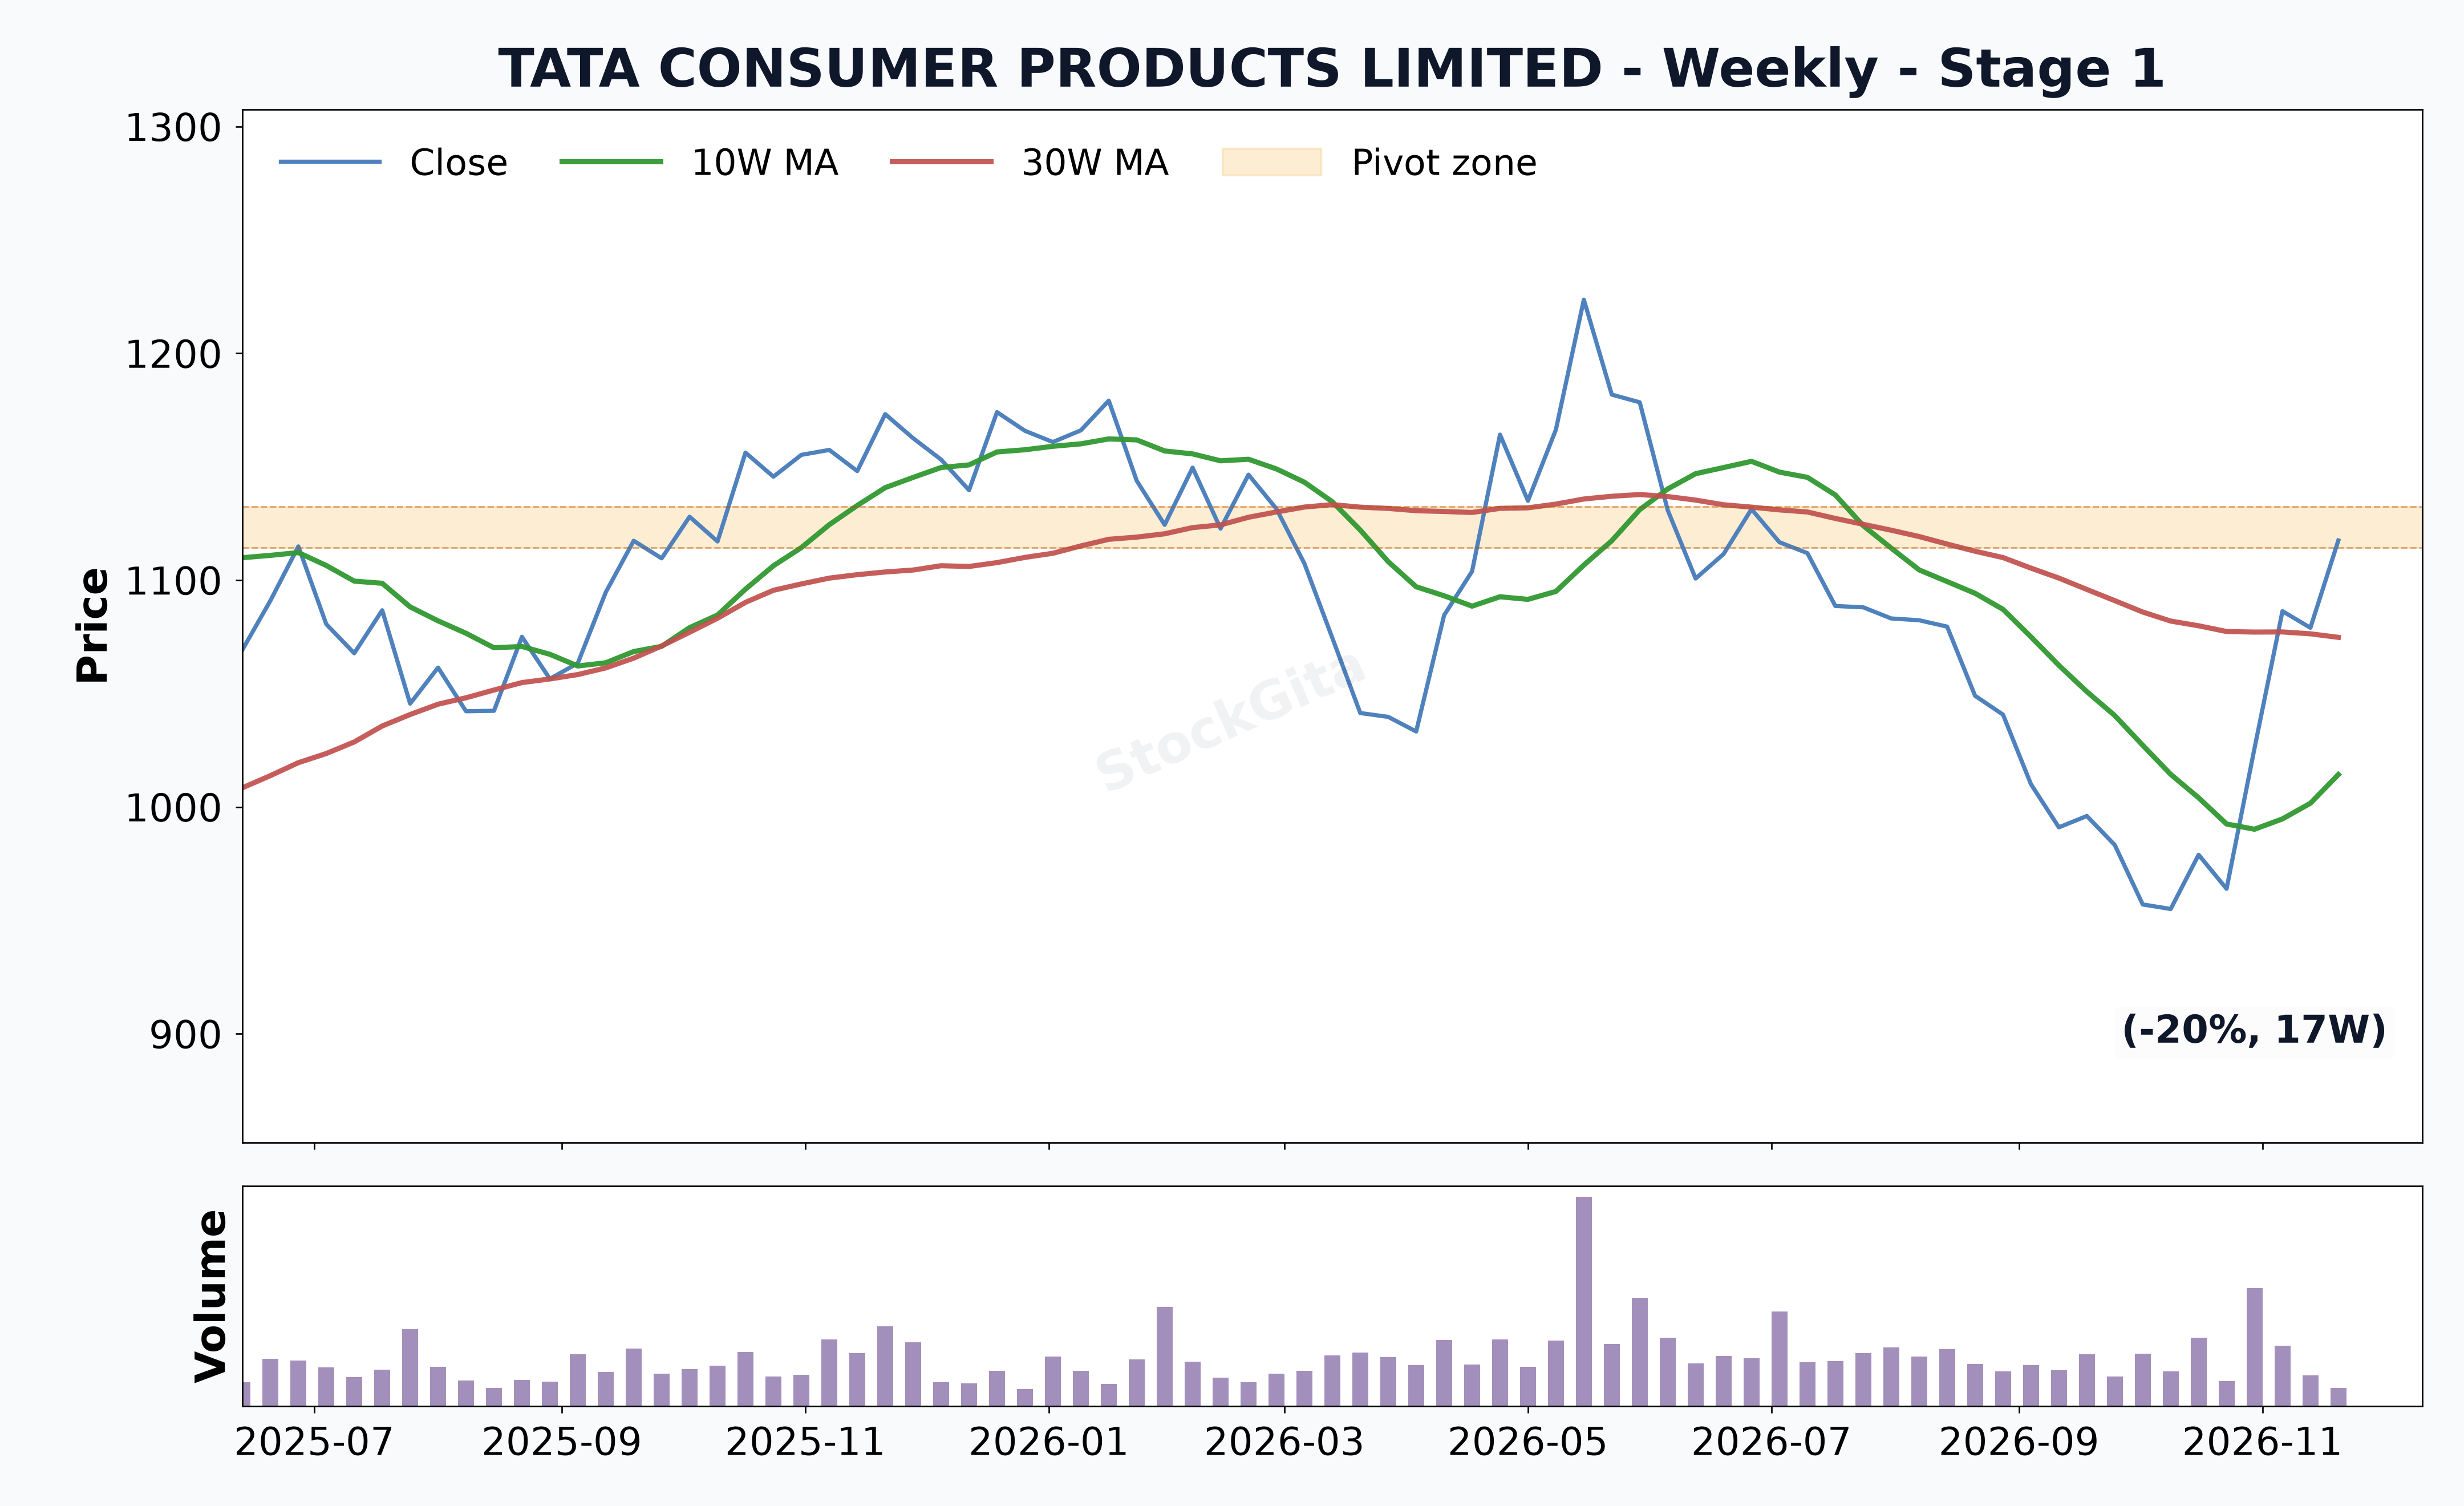 TATA CONSUMER PRODUCTS LIMITED - Weekly - Stage 1
1300
Close 10W MA 30W MA Pivot zone
1200
1100
Price
StockGita
1000
900
(-20%, 17W)
Volume
2025-07 2025-09 2025-11 2026-01 2026-03 2026-05 2026-07 2026-09 2026-11